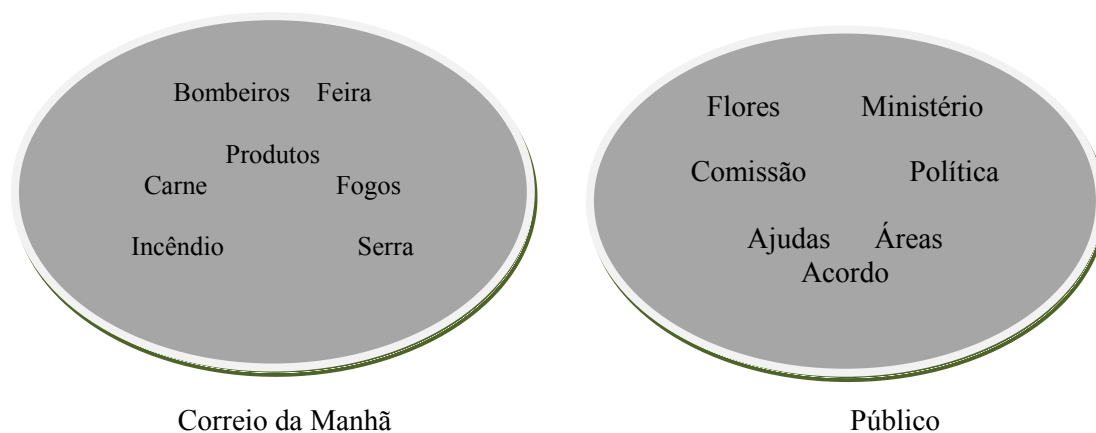 Bombeiros Feira
Produtos
Carne Fogos
Incêndio Serra
Correio da Manhã
Flores Ministério
Comissão Política
Ajudas Áreas
Acordo
Público